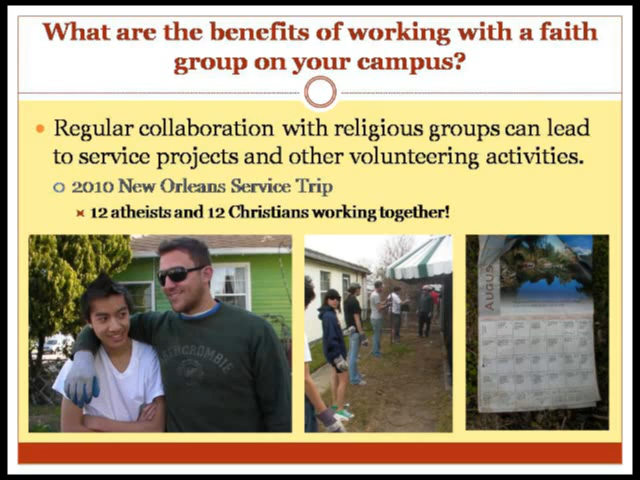 What are the benefits of working with a faith
group on your campus?
Regular collaboration with religious groups can lead
to service projects and other volunteering activities.
2010 New Orleans Service Trip
12 atheists and 12 Christians working together!
ABERCROMBIE